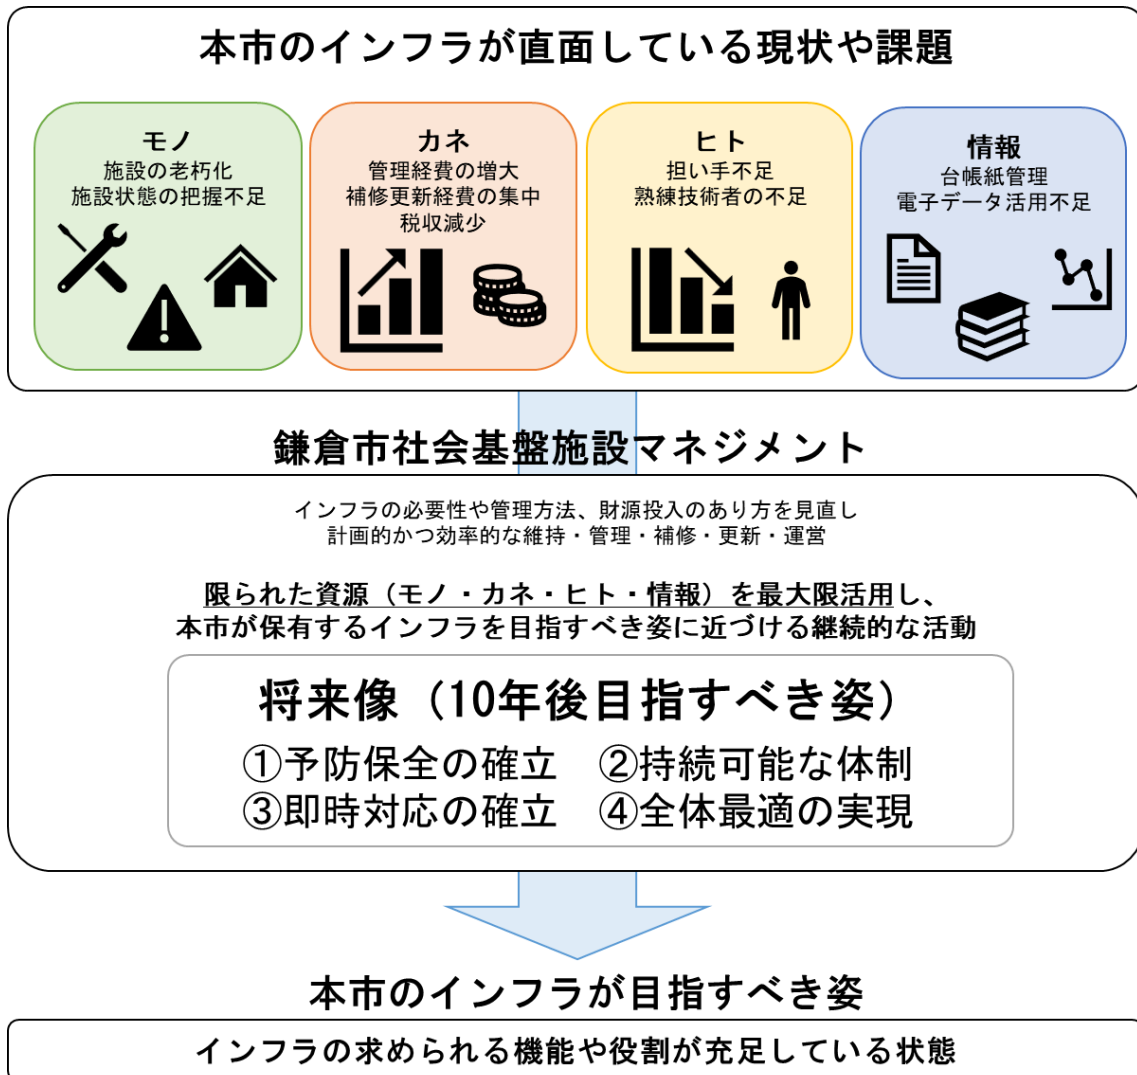 本市のインフラが直面している現状や課題
モノ
施設の老朽化
施設状態の把握不足
カネ
管理経費の増大
補修更新経費の集中
税収減少
ヒト
担い手不足
熟練技術者の不足
情報
台帳紙管理
電子データ活用不足
鎌倉市社会基盤施設マネジメント
インフラの必要性や管理方法、財源投入のあり方を見直し
計画的かつ効率的な維持・管理・補修・更新・運営
限られた資源（モノ・カネ・ヒト・情報）を最大限活用し、
本市が保有するインフラを目指すべき姿に近づける継続的な活動
将来像（10年後目指すべき姿）
①予防保全の確立　②持続可能な体制
③即時対応の確立　④全体最適の実現
本市のインフラが目指すべき姿
インフラの求められる機能や役割が充足している状態